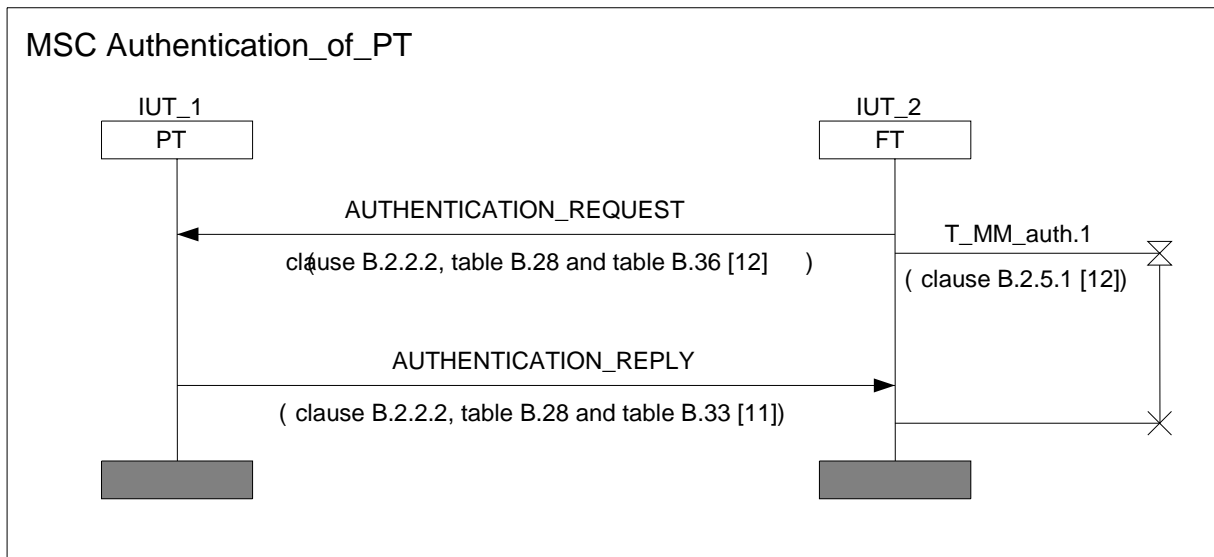 MSC Authentication_of_PT
IUT_1
IUT_2
PT
FT
AUTHENTICATION_REQUEST
T_MM_auth.1
(clause B.2.2.2, table B.28 and table B.36 [12] )
( clause B.2.5.1 [12])
AUTHENTICATION_REPLY
( clause B.2.2.2, table B.28 and table B.33 [11])